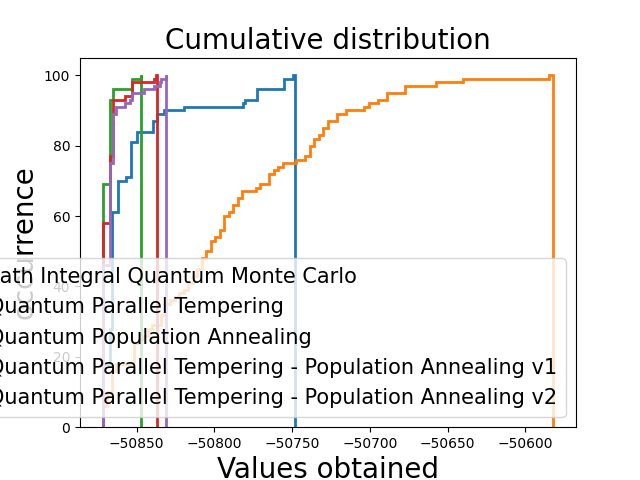 Cumulative distribution
100
80
60
40
20
0
occurrence
ath Integral Quantum Monte Carlo
Quantum Parallel Tempering
Quantum Population Annealing
Quantum Parallel Tempering - Population Annealing v1
Quantum Parallel Tempering - Population Annealing v2
−50850 −50800 −50750 −50700 −50650 −50600
Values obtained